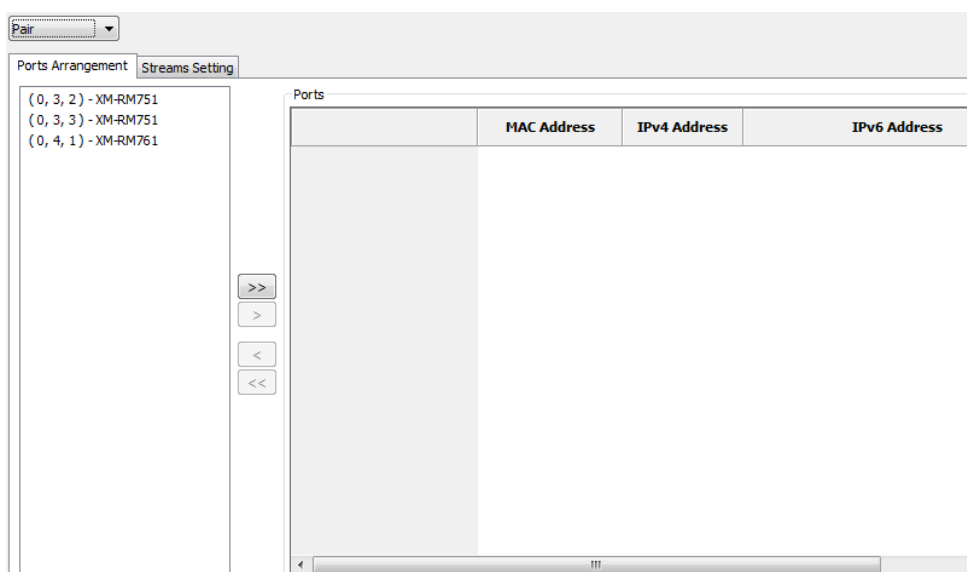 Pair
Ports Arrangement Streams Setting
( 0, 3, 2 ) - XM-RM751
( 0, 3, 3 ) - XM-RM751
( 0, 4, 1 ) - XM-RM761
Ports
MAC Address IPv4 Address IPv6 Address
>>
>
<
<<